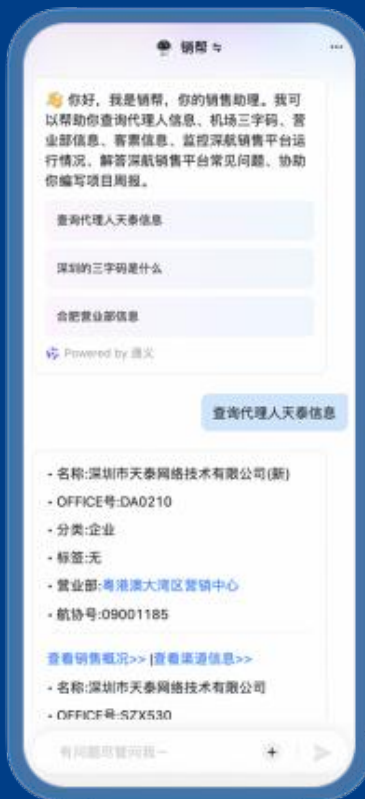 销帮
👋 你好，我是销帮，你的销售助理。我可
以帮助你查询代理人信息、机场三字码、营
业部信息、客票信息、监控深航销售平台运
行情况、解答深航销售平台常见问题、协助
你编写项目周报。
查询代理人天泰信息
深圳的三字码是什么
合肥营业部信息
Powered by 通义
查询代理人天泰信息
- 名称:深圳市天泰网络技术有限公司(新)
- OFFICE号:DA0210
- 分类:企业
- 标签:无
- 营业部:粤港澳大湾区营销中心
- 航协号:09001185
查看销售概况>> |查看渠道信息>>
- 名称:深圳市天泰网络技术有限公司
- OFFICE号:SZX530
有问题尽管问我~